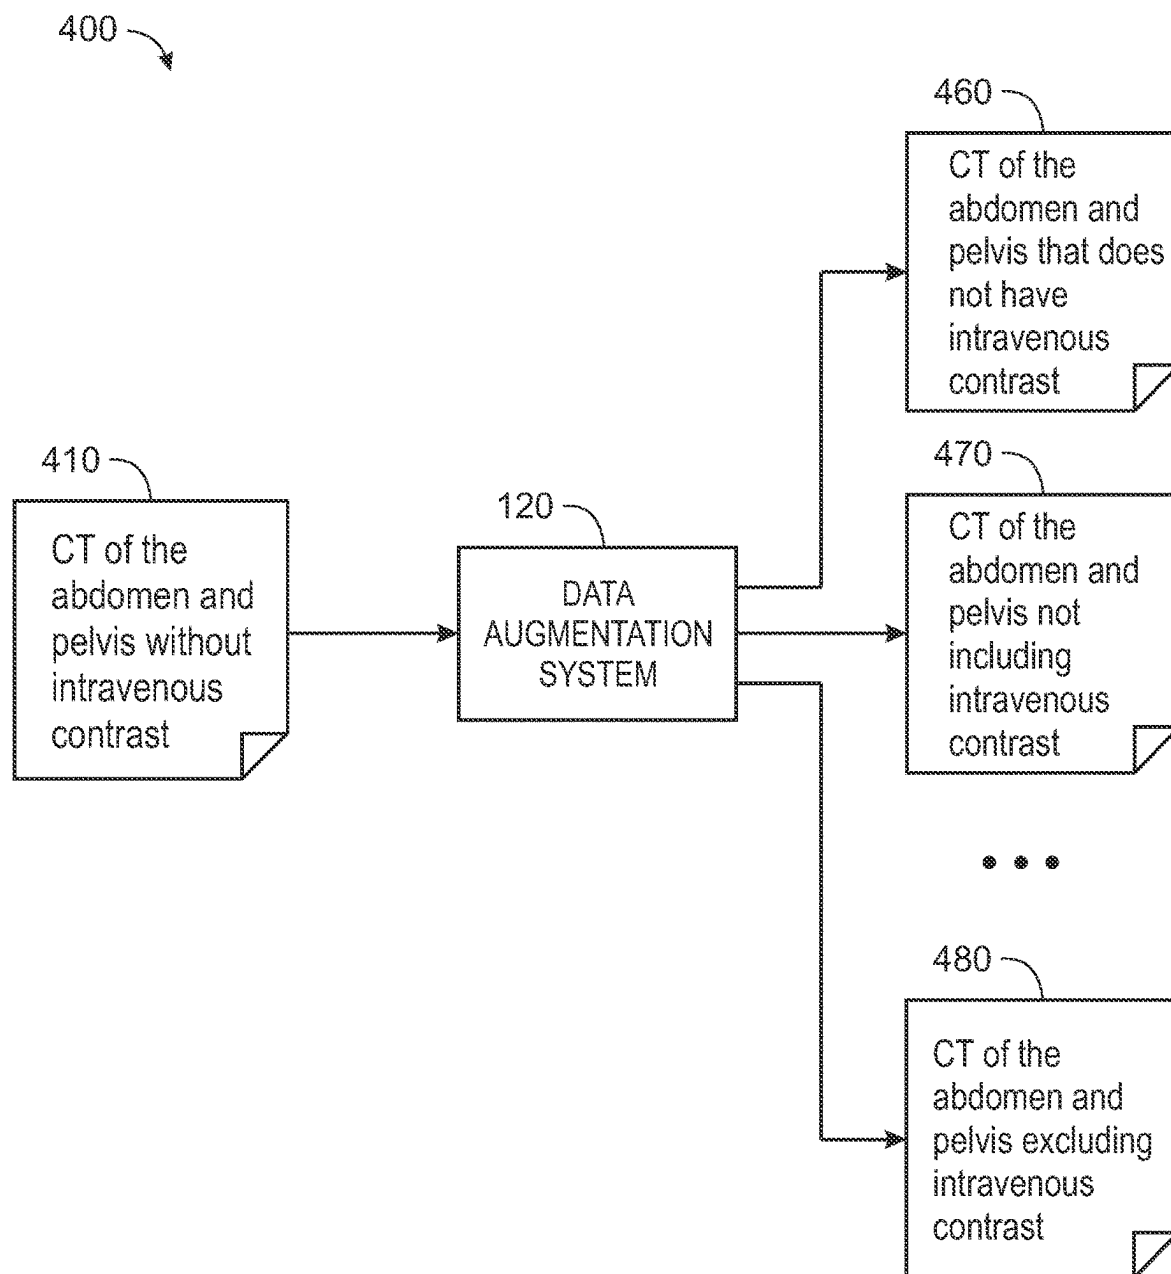 400
460
CT of the
abdomen and
pelvis that does
not have
intravenous
contrast
410
CT of the
abdomen and
pelvis without
intravenous
contrast
120
DATA
AUGMENTATION
SYSTEM
470
CT of the
abdomen and
pelvis not
including
intravenous
contrast
480
CT of the
abdomen and
pelvis excluding
intravenous
contrast